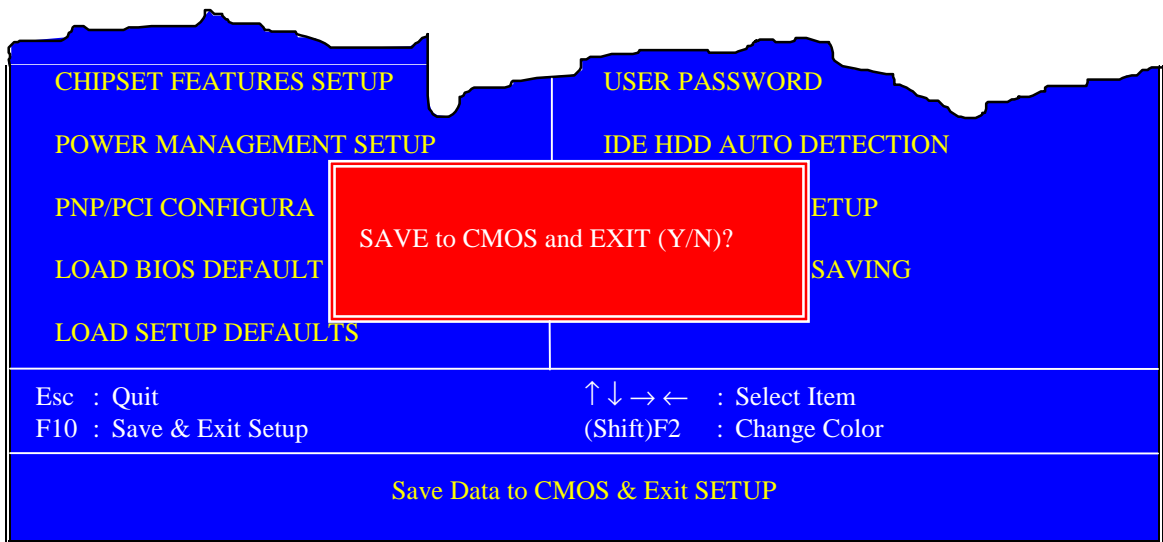 CHIPSET FEATURES SETUP
USER PASSWORD
POWER MANAGEMENT SETUP
IDE HDD AUTO DETECTION
PNP/PCI CONFIGURA
ETUP
SAVE to CMOS and EXIT (Y/N)?
LOAD BIOS DEFAULT
SAVING
LOAD SETUP DEFAULTS
Esc : Quit
↑ ↓ → ← : Select Item
F10 : Save & Exit Setup
(Shift)F2 : Change Color
Save Data to CMOS & Exit SETUP